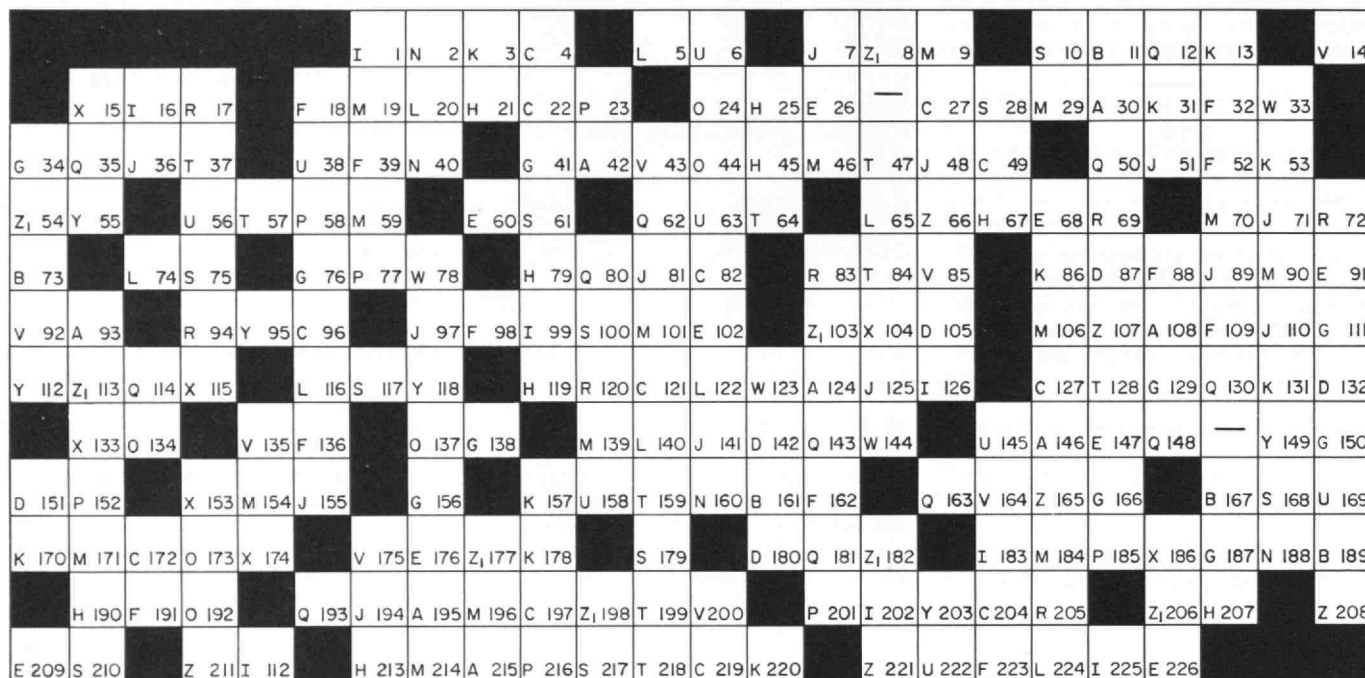 I 1 N 2 K 3 C 4 L 5 U 6 J 7 Z₁ 8 M 9 S 10 B 11 Q 12 K 13 V 14
X 15 I 16 R 17 F 18 M 19 L 20 H 21 C 22 P 23 O 24 H 25 E 26 — C 27 S 28 M 29 A 30 K 31 F 32 W 33
G 34 Q 35 J 36 T 37 U 38 F 39 N 40 G 41 A 42 V 43 O 44 H 45 M 46 T 47 J 48 C 49 Q 50 J 51 F 52 K 53
Z₁ 54 Y 55 U 56 T 57 P 58 M 59 E 60 S 61 Q 62 U 63 T 64 L 65 Z 66 H 67 E 68 R 69 M 70 J 71 R 72
B 73 L 74 S 75 G 76 P 77 W 78 H 79 Q 80 J 81 C 82 R 83 T 84 V 85 K 86 D 87 F 88 J 89 M 90 E 91
V 92 A 93 R 94 Y 95 C 96 J 97 F 98 I 99 S 100 M 101 E 102 Z₁ 103 X 104 D 105 M 106 Z 107 A 108 F 109 J 110 G 111
Y 112 Z₁ 113 Q 114 X 115 L 116 S 117 Y 118 H 119 R 120 C 121 L 122 W 123 A 124 J 125 I 126 C 127 T 128 G 129 Q 130 K 131 D 132
X 133 O 134 V 135 F 136 O 137 G 138 M 139 L 140 J 141 D 142 Q 143 W 144 U 145 A 146 E 147 Q 148 — Y 149 G 150
D 151 P 152 X 153 M 154 J 155 G 156 K 157 U 158 T 159 N 160 B 161 F 162 Q 163 V 164 Z 165 G 166 B 167 S 168 U 169
K 170 M 171 C 172 O 173 X 174 V 175 E 176 Z₁ 177 K 178 S 179 D 180 Q 181 Z₁ 182 I 183 M 184 P 185 X 186 G 187 N 188 B 189
H 190 F 191 O 192 Q 193 J 194 A 195 M 196 C 197 Z₁ 198 T 199 V 200 P 201 I 202 Y 203 C 204 R 205 Z₁ 206 H 207 Z 208
E 209 S 210 Z 211 I 112 H 213 M 214 A 215 P 216 S 217 T 218 C 219 K 220 Z 221 U 222 F 223 L 224 I 225 E 226